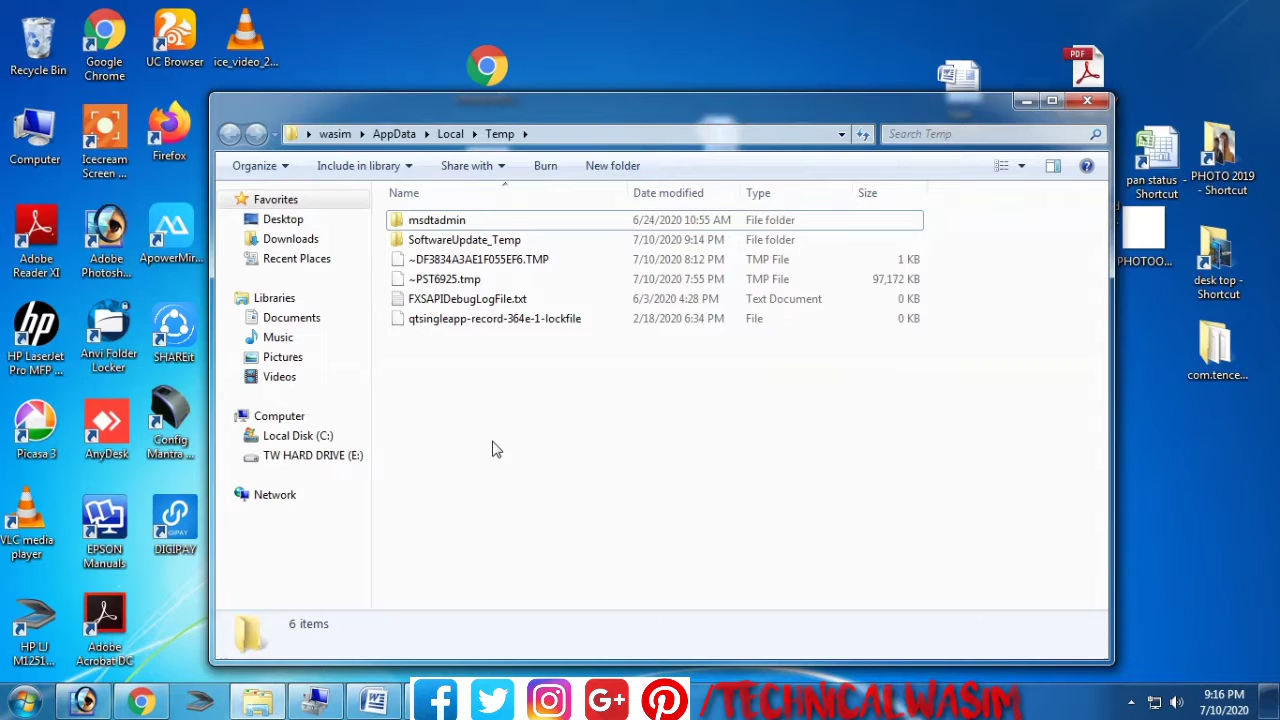 Recycle Bin
Google
Chrome
UC Browser
ice_video_2...
PDF
wasim
AppData
Local
Temp
Search Temp
Organize
Include in library
Share with
Burn
New folder
Name
Date modified
Type
Size
msdtadmin
6/24/2020 10:55 AM
File folder
SoftwareUpdate_Temp
7/10/2020 9:14 PM
File folder
~DF3834A3AE1F055EF6.TMP
7/10/2020 8:12 PM
TMP File
1 KB
~PST6925.tmp
7/10/2020 7:55 PM
TMP File
97,172 KB
FXSAPIDebugLogFile.txt
6/3/2020 4:28 PM
Text Document
0 KB
qtsingleapp-record-364e-1-lockfile
2/18/2020 6:34 PM
File
0 KB
Favorites
Desktop
Downloads
Recent Places
Libraries
Documents
Music
Pictures
Videos
Computer
Local Disk (C:)
TW HARD DRIVE (E:)
Network
6 items
Computer
Icecream
Screen ...
Firefox
Adobe
Reader XI
Adobe
Photosh...
ApowerMir...
HP LaserJet
Pro MFP ...
Anvi Folder
Locker
SHAREit
Picasa 3
AnyDesk
Config
Mantra ...
VLC media
player
EPSON
Manuals
DIGIPAY
DIGIPAY
HP LJ
M1251...
Adobe
Acrobat DC
pan status -
Shortcut
PHOTO 2019
- Shortcut
PHOTOO...
desk top -
Shortcut
com.tence...
/TECHNICALWASIM
9:16 PM
7/10/2020